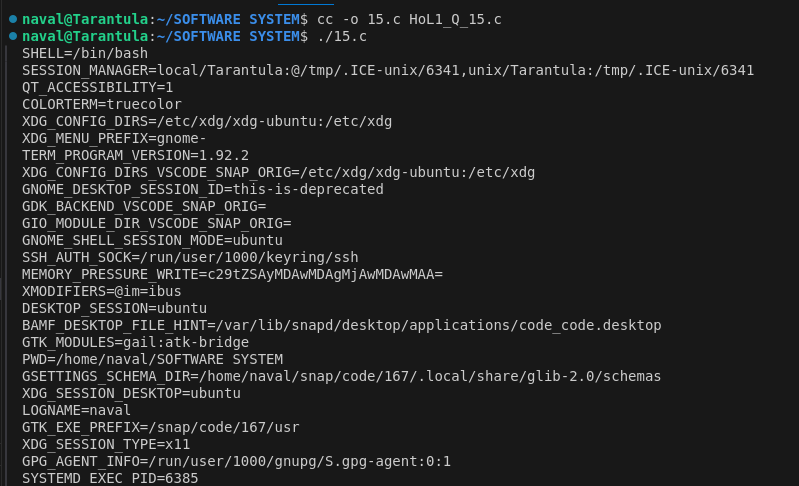 naval@Tarantula:~/SOFTWARE SYSTEM$ cc -o 15.c HoL1_Q_15.c
naval@Tarantula:~/SOFTWARE SYSTEM$ ./15.c
SHELL=/bin/bash
SESSION_MANAGER=local/Tarantula:@/tmp/.ICE-unix/6341,unix/Tarantula:/tmp/.ICE-unix/6341
QT_ACCESSIBILITY=1
COLORTERM=truecolor
XDG_CONFIG_DIRS=/etc/xdg/xdg-ubuntu:/etc/xdg
XDG_MENU_PREFIX=gnome-
TERM_PROGRAM_VERSION=1.92.2
XDG_CONFIG_DIRS_VSCODE_SNAP_ORIG=/etc/xdg/xdg-ubuntu:/etc/xdg
GNOME_DESKTOP_SESSION_ID=this-is-deprecated
GDK_BACKEND_VSCODE_SNAP_ORIG=
GIO_MODULE_DIR_VSCODE_SNAP_ORIG=
GNOME_SHELL_SESSION_MODE=ubuntu
SSH_AUTH_SOCK=/run/user/1000/keyring/ssh
MEMORY_PRESSURE_WRITE=c29tZSAyMDAwMDAgMjAwMDAwMAA=
XMODIFIERS=@im=ibus
DESKTOP_SESSION=ubuntu
BAMF_DESKTOP_FILE_HINT=/var/lib/snapd/desktop/applications/code_code.desktop
GTK_MODULES=gail:atk-bridge
PWD=/home/naval/SOFTWARE SYSTEM
GSETTINGS_SCHEMA_DIR=/home/naval/snap/code/167/.local/share/glib-2.0/schemas
XDG_SESSION_DESKTOP=ubuntu
LOGNAME=naval
GTK_EXE_PREFIX=/snap/code/167/usr
XDG_SESSION_TYPE=x11
GPG_AGENT_INFO=/run/user/1000/gnupg/S.gpg-agent:0:1
SYSTEMD_EXEC_PID=6385